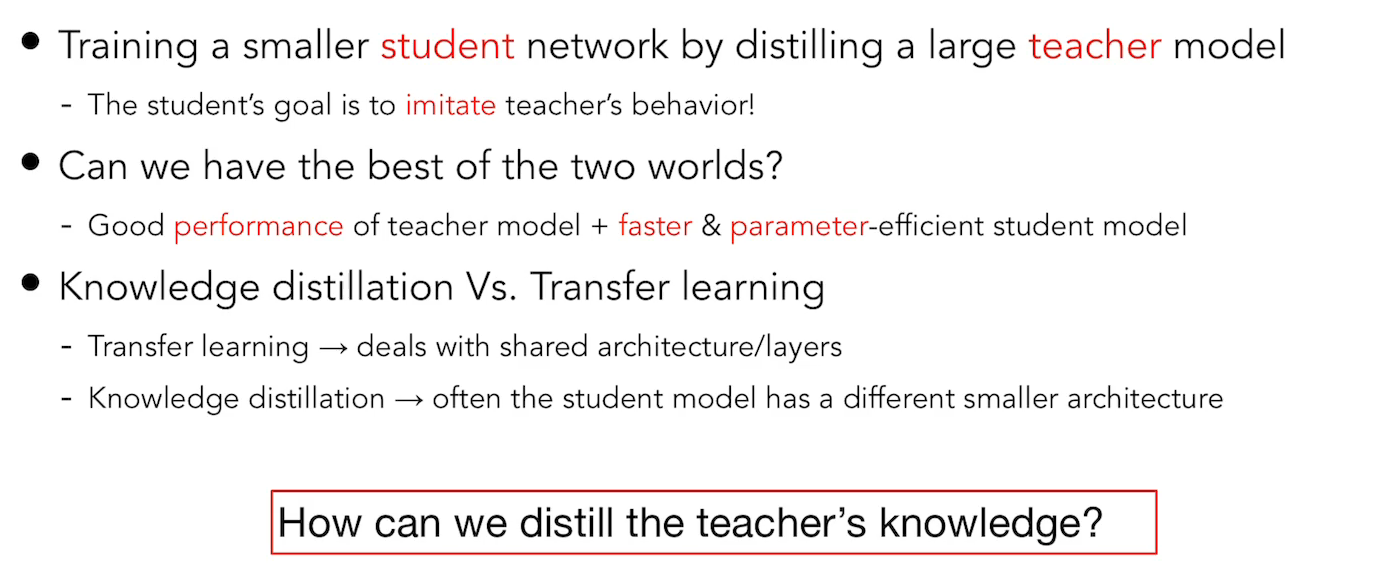 • Training a smaller student network by distilling a large teacher model
- The student’s goal is to imitate teacher’s behavior!
• Can we have the best of the two worlds?
- Good performance of teacher model + faster & parameter-efficient student model
• Knowledge distillation Vs. Transfer learning
- Transfer learning → deals with shared architecture/layers
- Knowledge distillation → often the student model has a different smaller architecture
How can we distill the teacher’s knowledge?